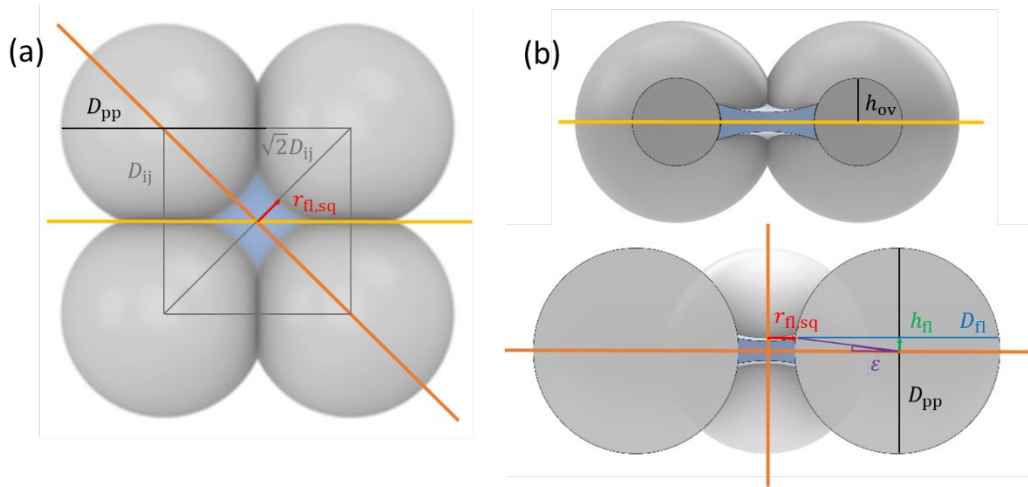 (a)
D_pp
√2D_ij
D_ij
r_fl,sq
(b)
h_ov
r_fl,sq
h_fl
D_fl
ε
D_pp